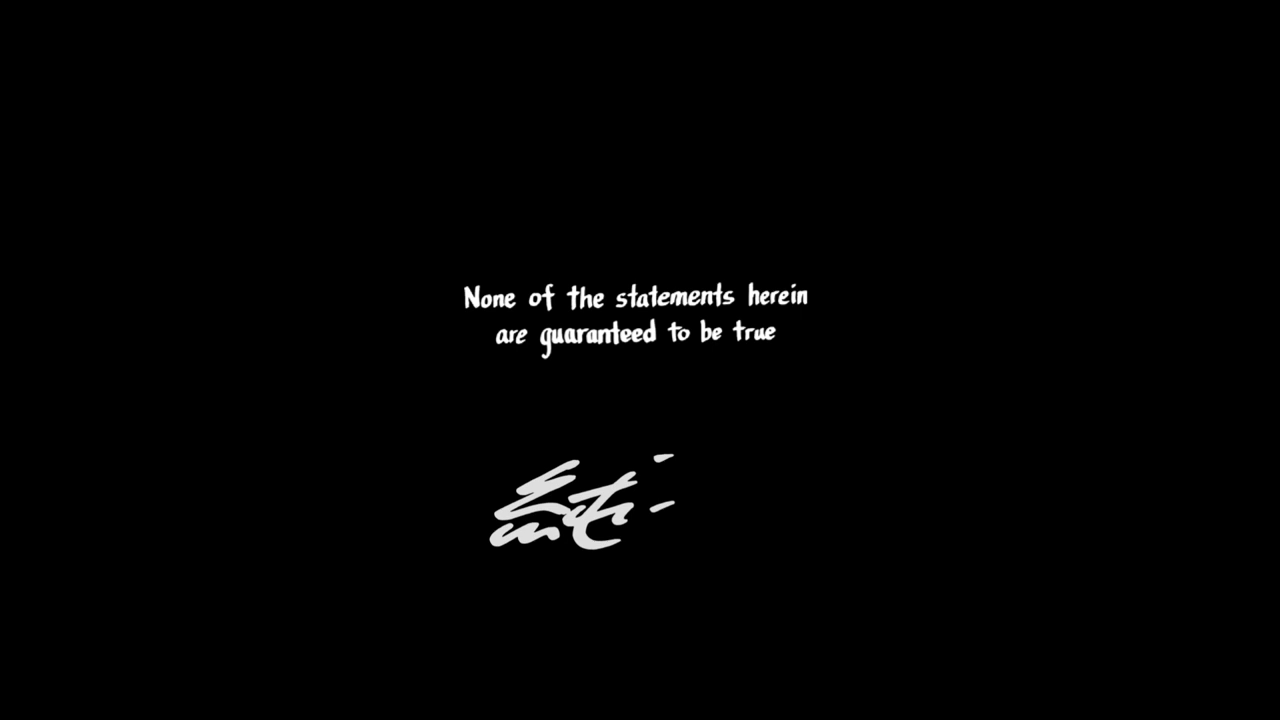 None of the statements herein
are guaranteed to be true